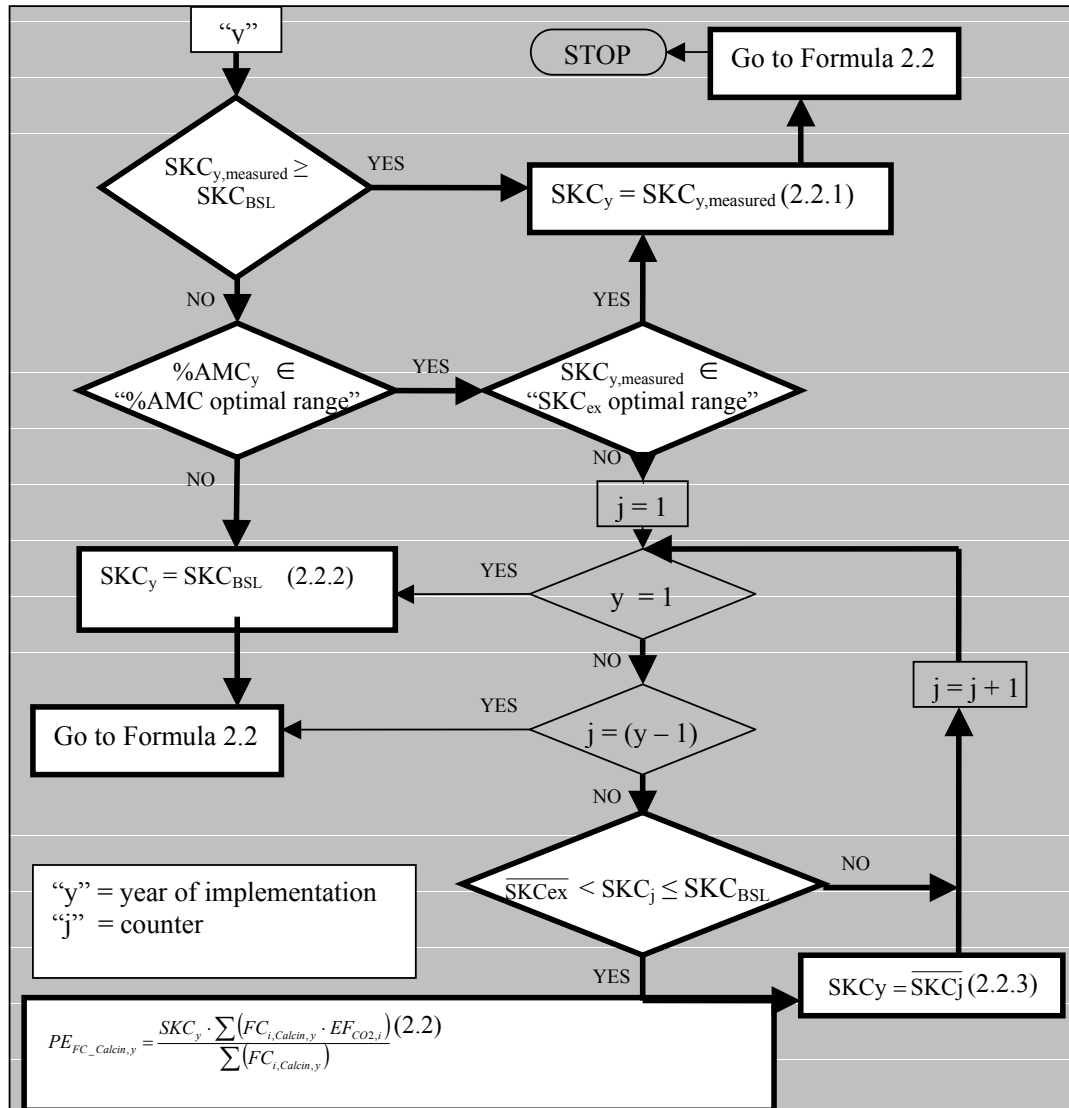 “y”
STOP
Go to Formula 2.2
SKCy,measured ≥
SKCBSL
YES
SKCy = SKCy,measured (2.2.1)
NO
YES
%AMCy ∈
“%AMC optimal range”
YES
SKCy,measured ∈
“SKCex optimal range”
NO
NO
j = 1
SKCy = SKCBSL (2.2.2)
YES
y = 1
NO
j = j + 1
Go to Formula 2.2
YES
j = (y – 1)
NO
“y” = year of implementation
“j” = counter
SKCex < SKCj ≤ SKCBSL
NO
YES
SKCy = SKCj (2.2.3)
PEFC_Calcin,y = SKCy · ∑(FCi,Calcin,y · EFCO2,i) (2.2)
∑(FCi,Calcin,y)